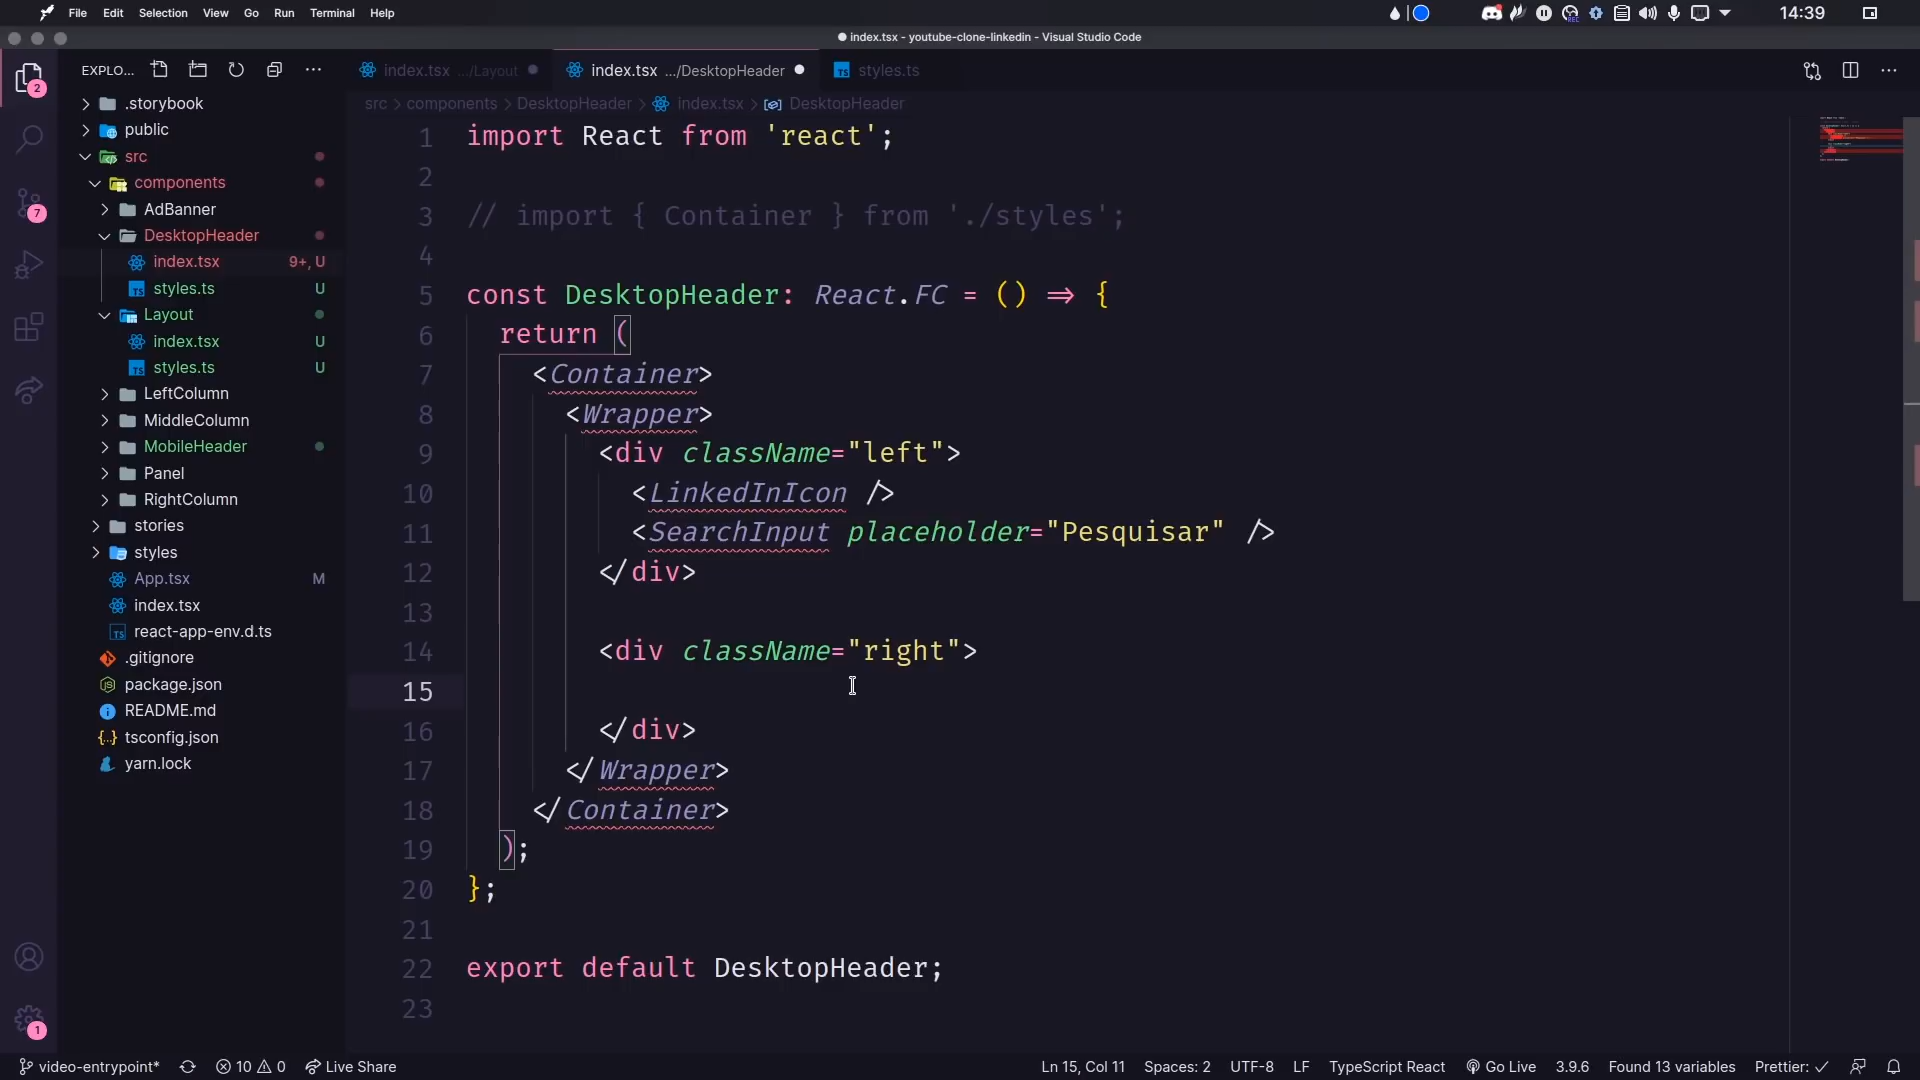 File Edit Selection View Go Run Terminal Help
REC
14:39
index.tsx - youtube-clone-linkedin - Visual Studio Code
EXPLO...
index.tsx .../Layout
index.tsx .../DesktopHeader
styles.ts
src > components > DesktopHeader > index.tsx > DesktopHeader
2
7
1
.storybook
public
src
components
AdBanner
DesktopHeader
index.tsx 9+, U
styles.ts U
Layout
index.tsx U
styles.ts U
LeftColumn
MiddleColumn
MobileHeader
Panel
RightColumn
stories
styles
App.tsx M
index.tsx
react-app-env.d.ts
.gitignore
package.json
README.md
tsconfig.json
yarn.lock
1 import React from 'react';
2
3 // import { Container } from './styles';
4
5 const DesktopHeader: React.FC = () => {
6 return (
7 <Container>
8 <Wrapper>
9 <div className="left">
10 <LinkedInIcon />
11 <SearchInput placeholder="Pesquisar" />
12 </div>
13
14 <div className="right">
15
16 </div>
17 </Wrapper>
18 </Container>
19 );
20 };
21
22 export default DesktopHeader;
23
video-entrypoint* 10 0 Live Share
Ln 15, Col 11 Spaces: 2 UTF-8 LF TypeScript React Go Live 3.9.6 Found 13 variables Prettier: ✓